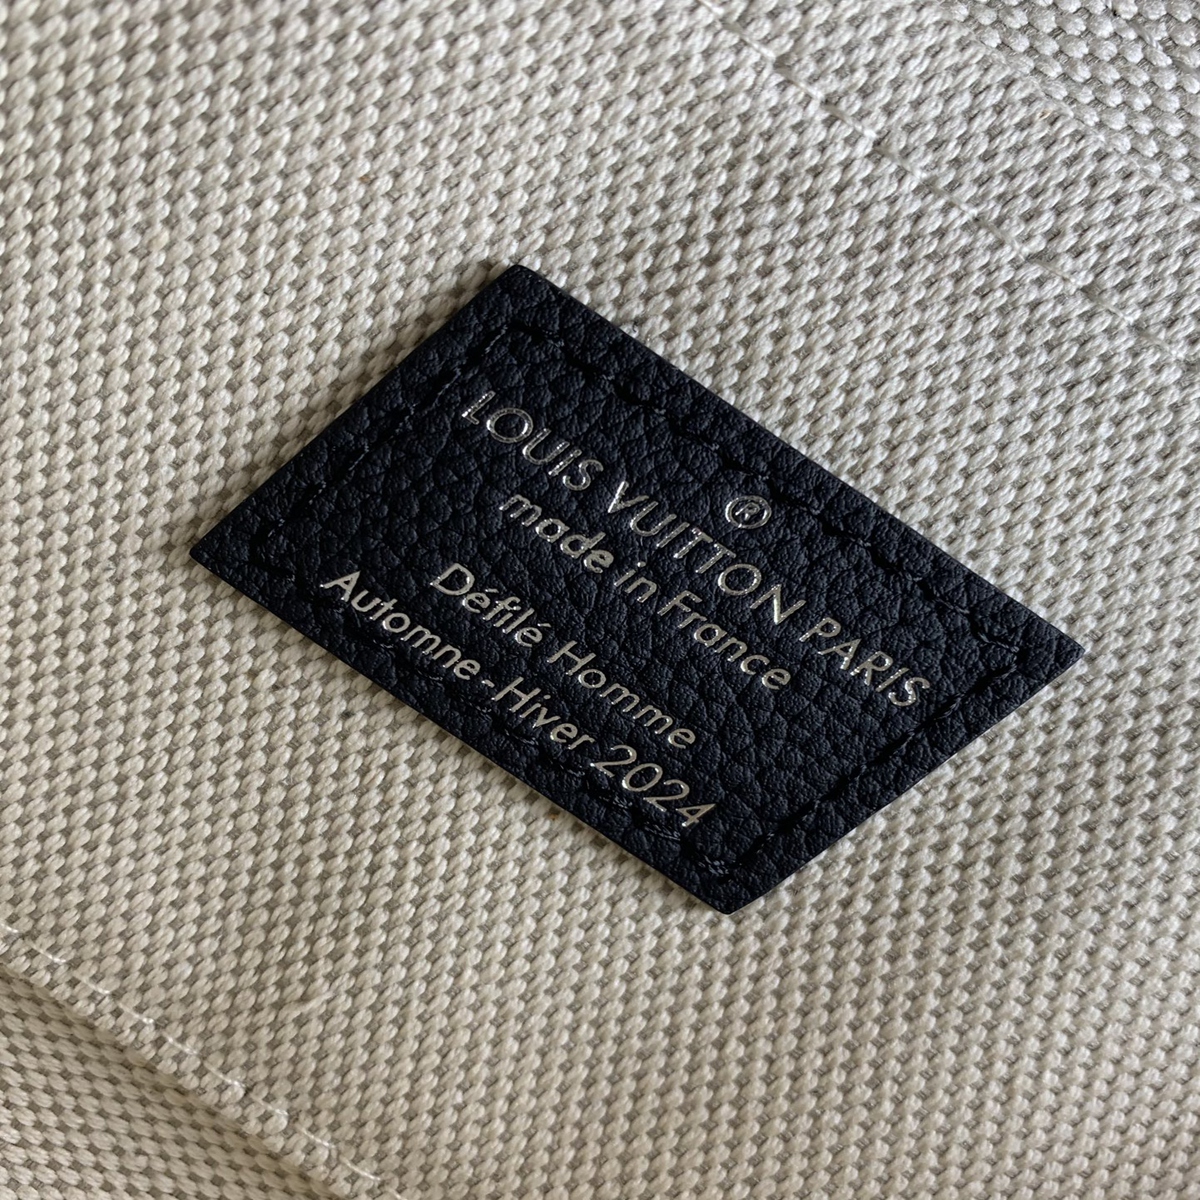 ®
LOUIS VUITTON PARIS
made in France
Défilé Homme
Automne-Hiver 2024